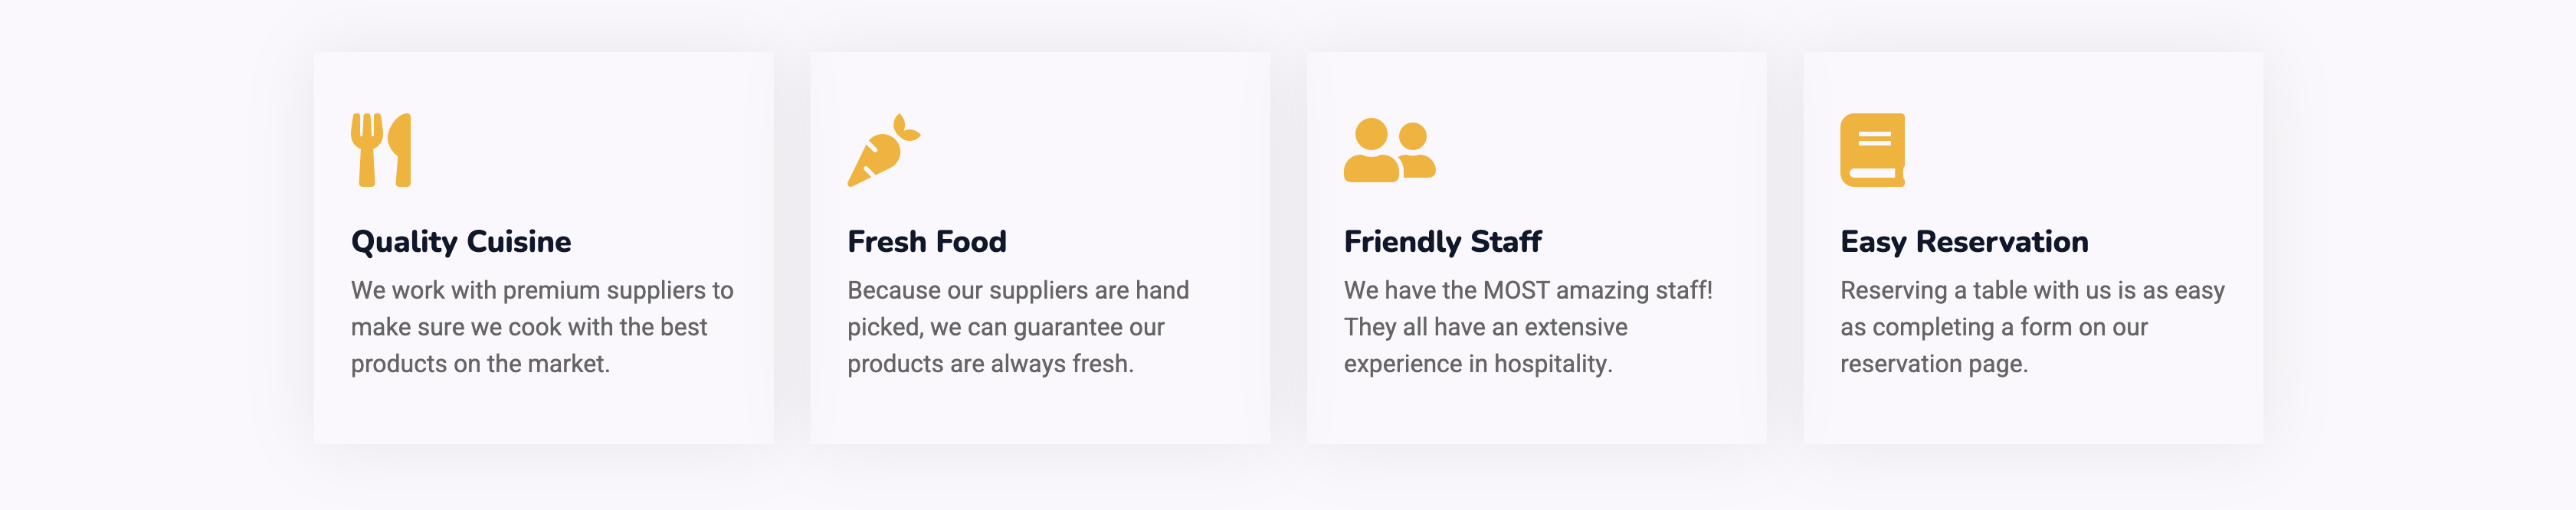 Quality Cuisine
We work with premium suppliers to
make sure we cook with the best
products on the market.
Fresh Food
Because our suppliers are hand
picked, we can guarantee our
products are always fresh.
Friendly Staff
We have the MOST amazing staff!
They all have an extensive
experience in hospitality.
Easy Reservation
Reserving a table with us is as easy
as completing a form on our
reservation page.